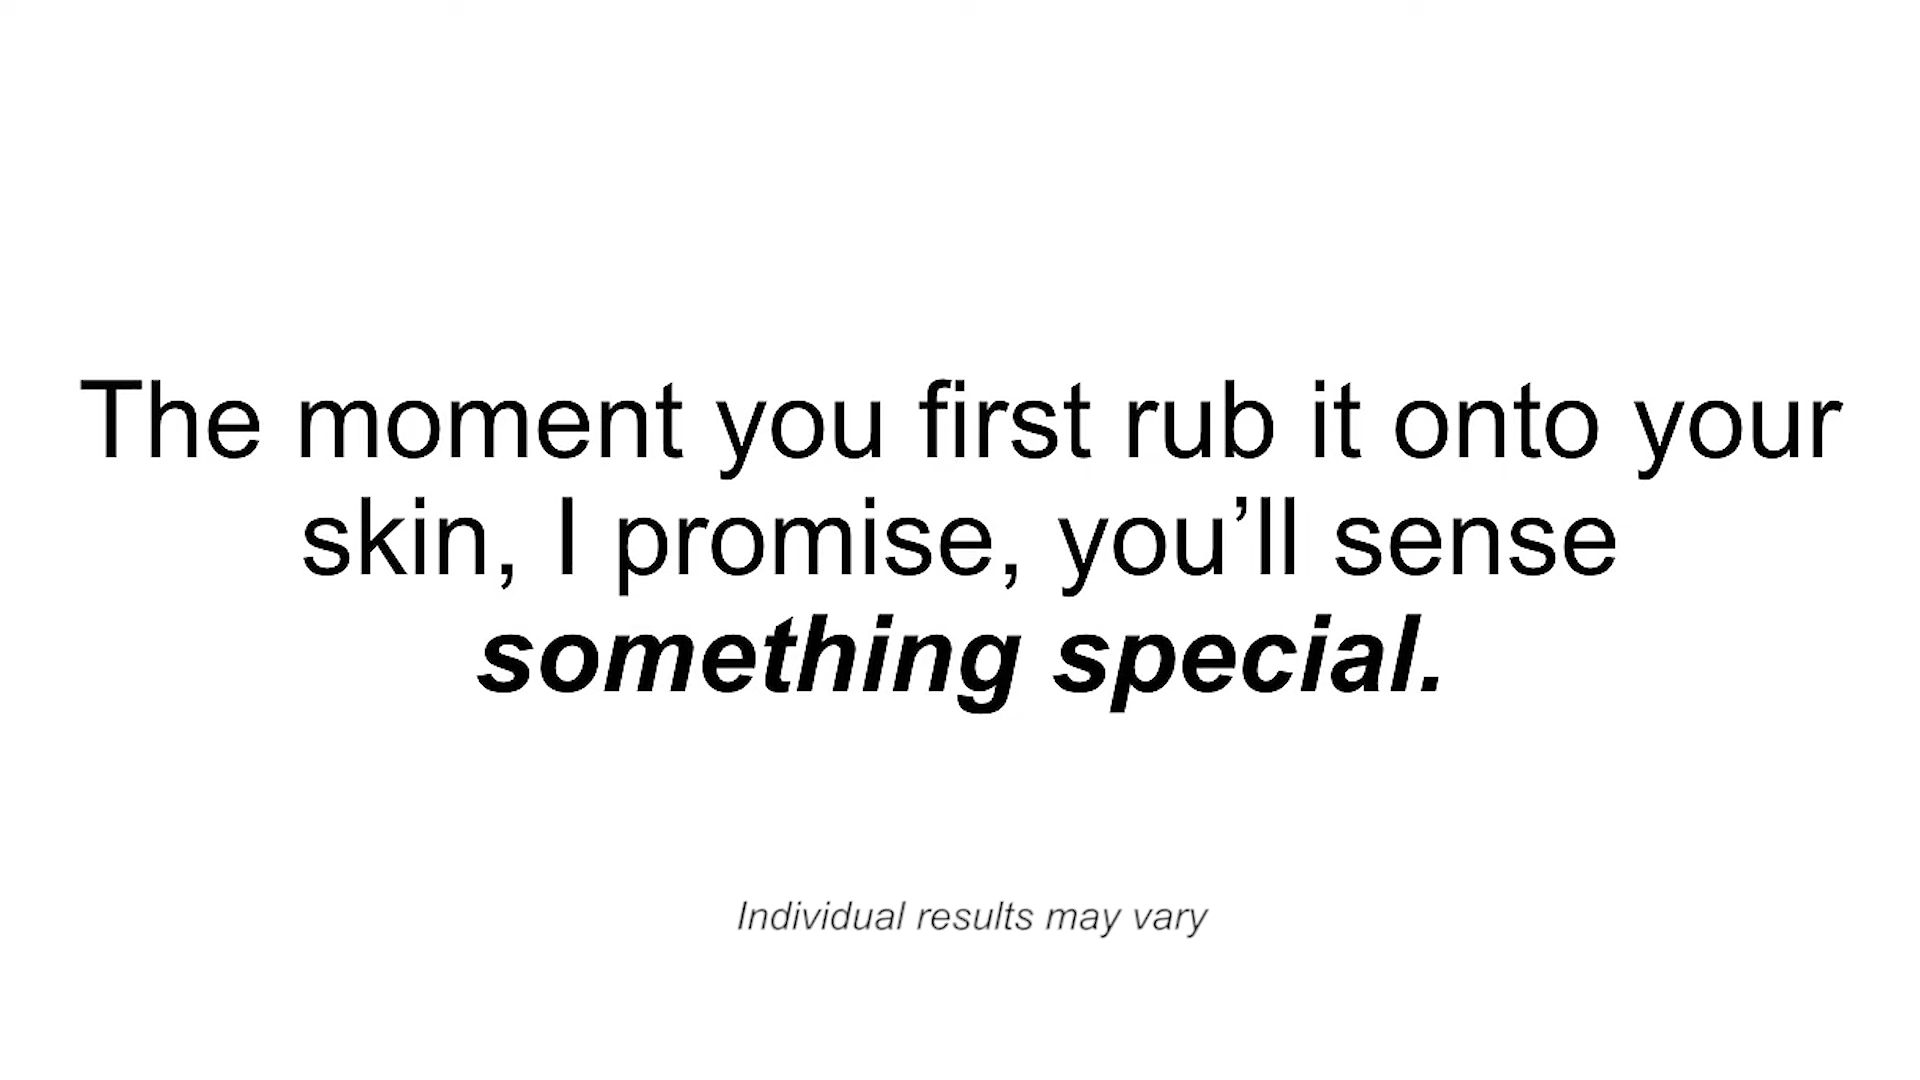 The moment you first rub it onto your
skin, I promise, you’ll sense
something special.
Individual results may vary